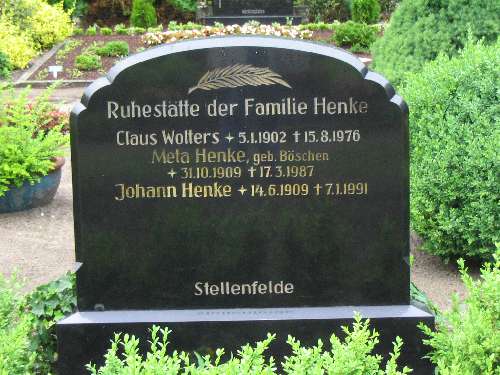 Ruhestätte der Familie Henke
Claus Wolters * 5.1.1902 † 15.8.1976
Meta Henke, geb. Böschen
* 31.10.1909 † 17.3.1987
Johann Henke * 14.6.1909 † 7.1.1991
Stellenfelde